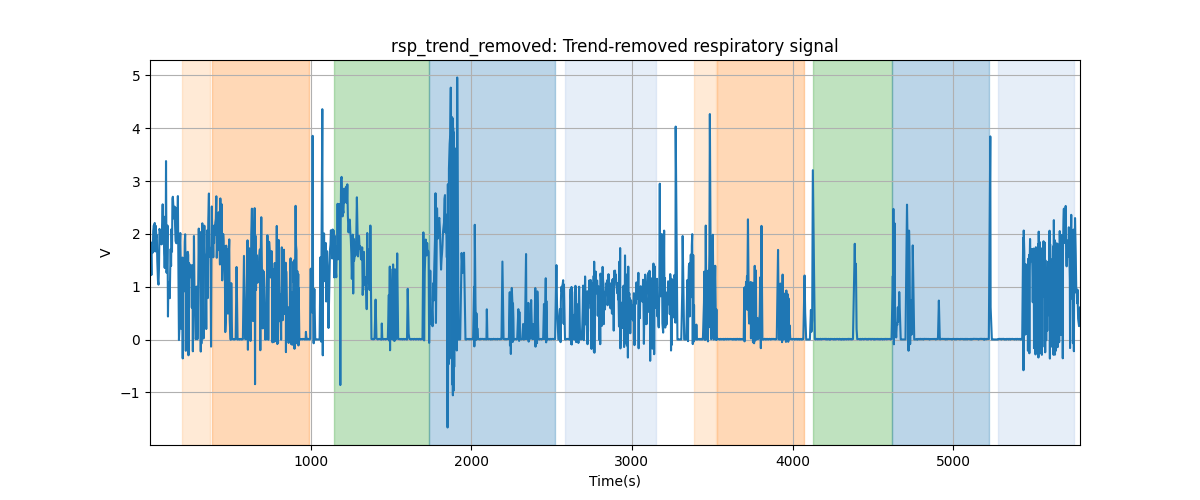 rsp_trend_removed: Trend-removed respiratory signal
5
4
3
2
1
0
−1
V
1000 2000 3000 4000 5000
Time(s)